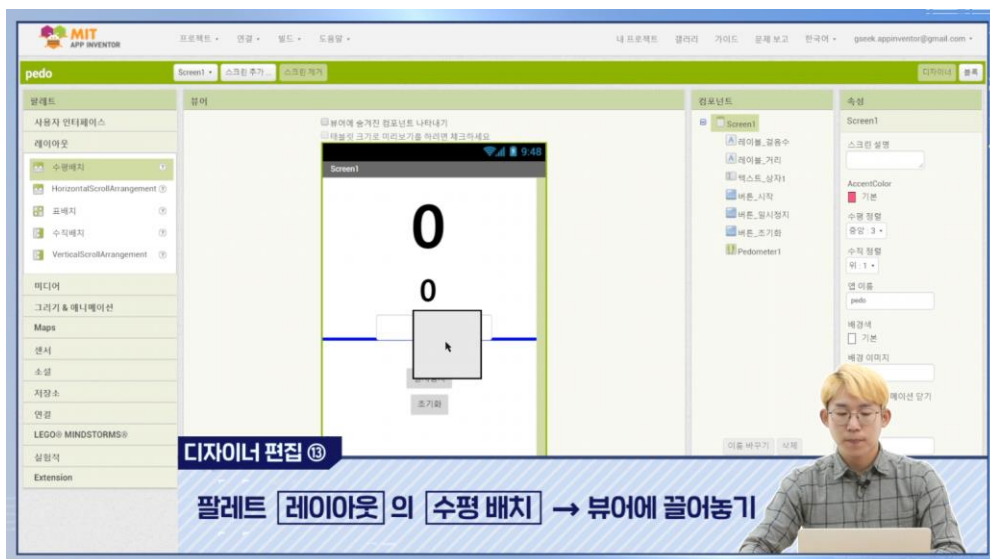 MIT
APP INVENTOR
프로젝트 연결 빌드 도움말
내 프로젝트 갤러리 가이드 문제 보고 한국어 gseek.appinventor@gmail.com
pedo
Screen1 스크린 추가 ... 스크린 제거
디자이너 블록
팔레트
사용자 인터페이스
레이아웃
수평배치
HorizontalScrollArrangement
표배치
수직배치
VerticalScrollArrangement
미디어
그리기 & 애니메이션
Maps
센서
소셜
저장소
연결
LEGO® MINDSTORMS®
실험적
Extension
뷰어
뷰어에 숨겨진 컴포넌트 나타내기
태블릿 크기로 미리보기를 하려면 체크하세요
9:48
Screen1
0
0
초기화
컴포넌트
Screen1
레이블_걸음수
레이블_거리
텍스트_상자1
버튼_시작
버튼_일시정지
버튼_초기화
Pedometer1
이름 바꾸기 삭제
속성
Screen1
스크린 설명
AccentColor
기본
수평 정렬
중앙 : 3
수직 정렬
위 : 1
앱 이름
pedo
배경색
기본
배경 이미지
닫기
디자이너 편집 ⑬
팔레트 레이아웃 의 수평 배치 → 뷰어에 끌어놓기